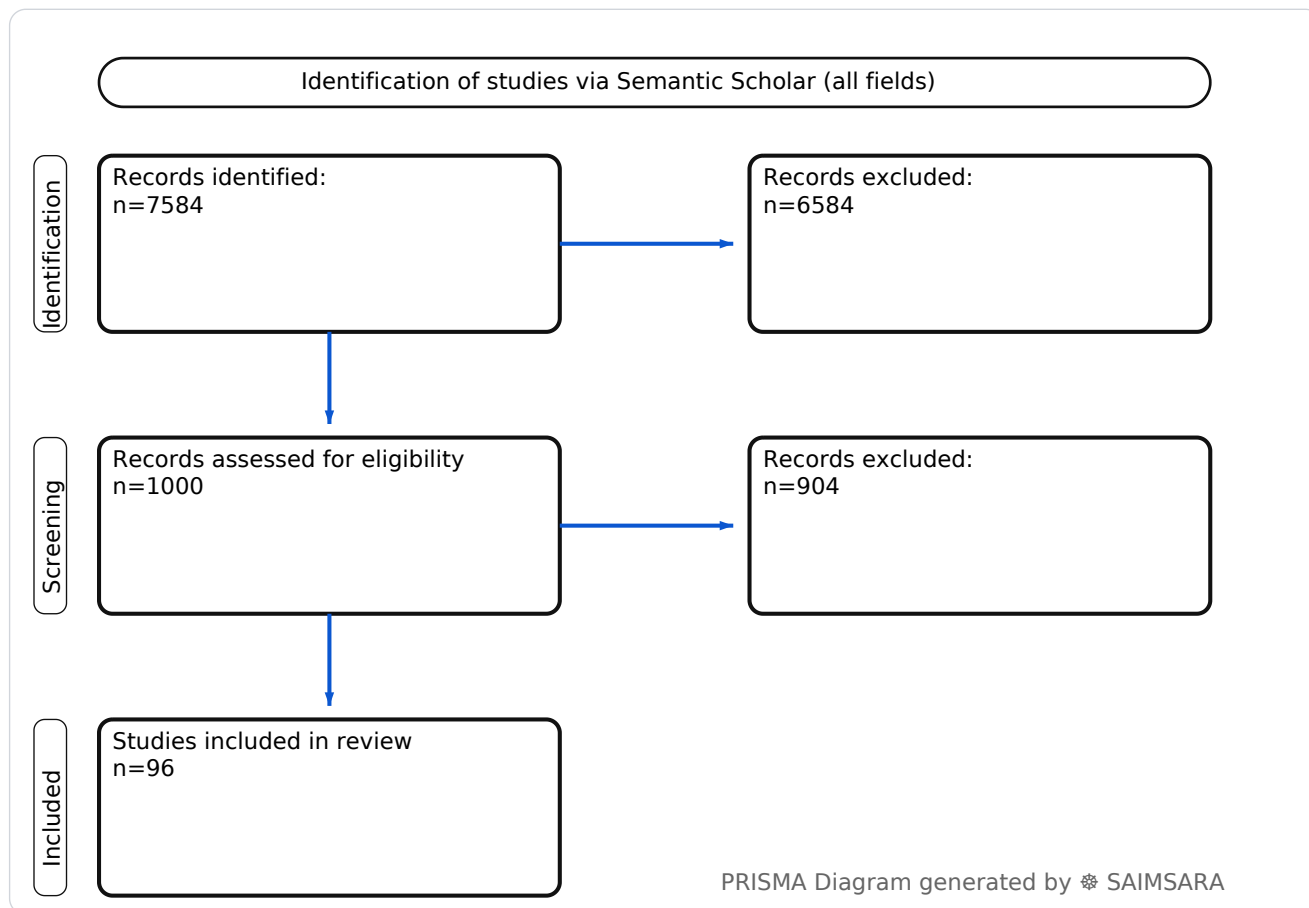 Identification of studies via Semantic Scholar (all fields)
Identification
Records identified:
n=7584
Records excluded:
n=6584
Screening
Records assessed for eligibility
n=1000
Records excluded:
n=904
Included
Studies included in review
n=96
PRISMA Diagram generated by ☸ SAIMSARA